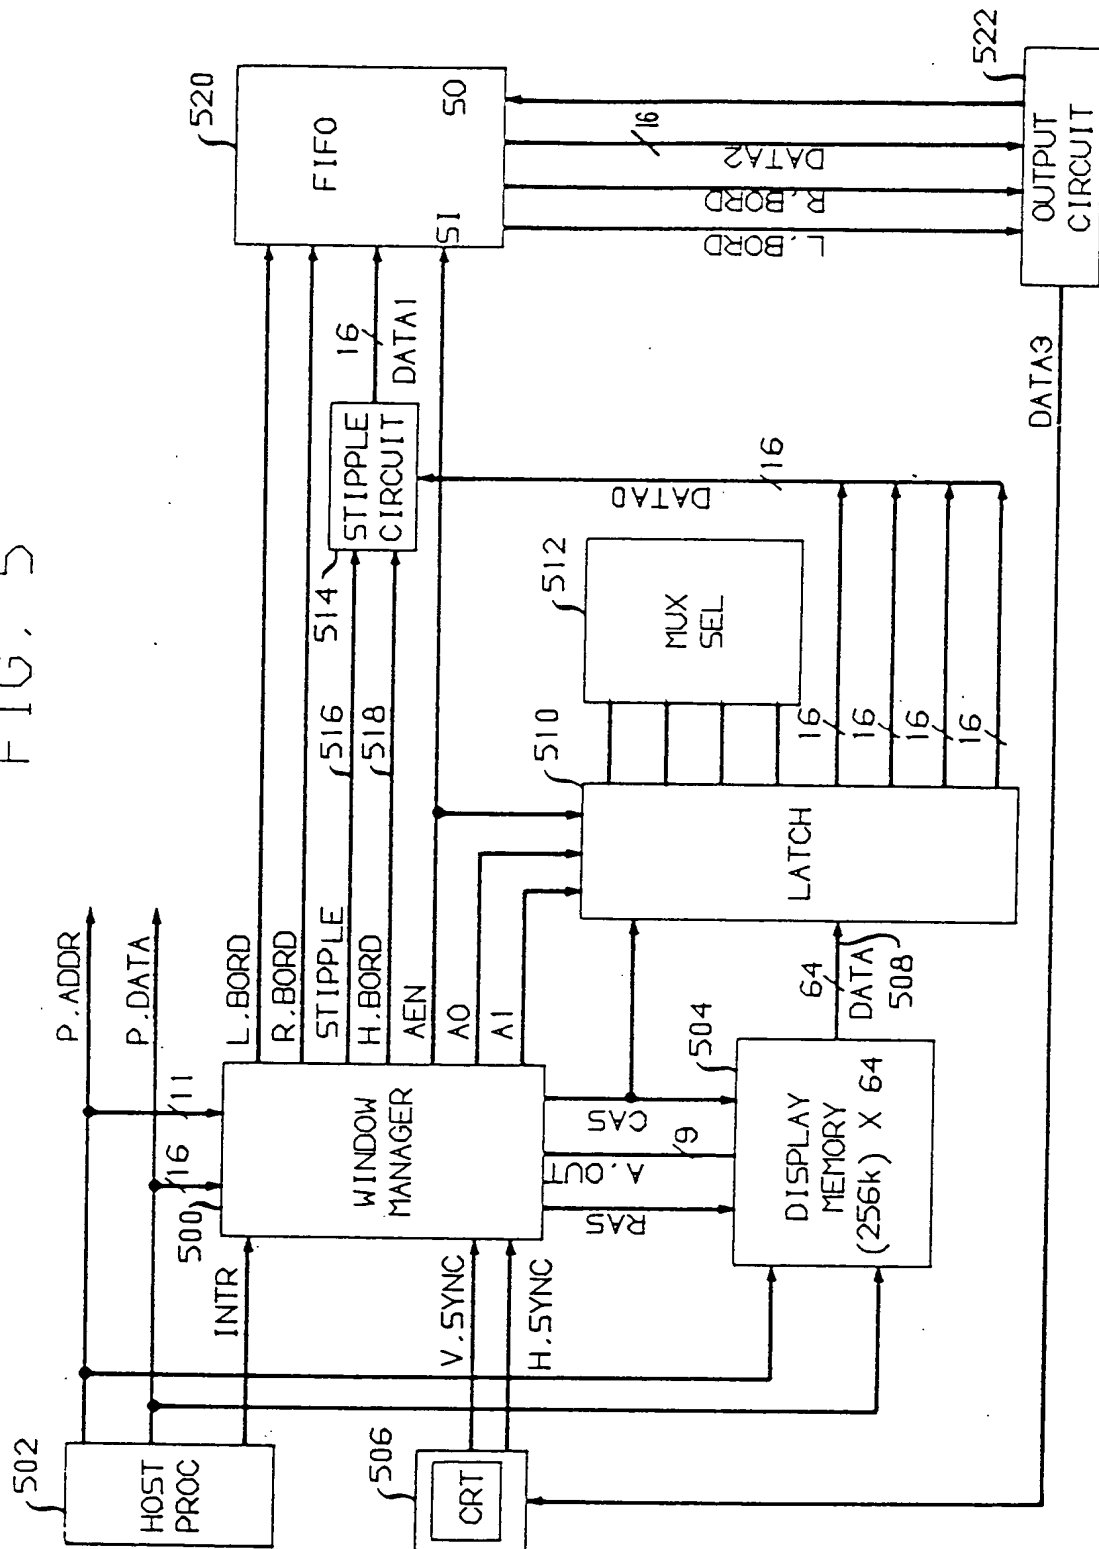 FIG. 5
502
HOST
PROC
P.ADDR
P.DATA
INTR
11
16
500
WINDOW
MANAGER
L.BORD
R.BORD
STIPPLE
H.BORD
AEN
A0
A1
516
518
514
STIPPLE
CIRCUIT
16
DATA1
520
FIFO
SI
SO
506
CRT
V.SYNC
H.SYNC
RAS
A.OUT
9
CAS
504
DISPLAY
MEMORY
(256k) X 64
64
DATA
508
510
LATCH
512
MUX
SEL
16
16
16
16
DATA0
16
L.BORD
R.BORD
DATA2
16
522
OUTPUT
CIRCUIT
DATA3